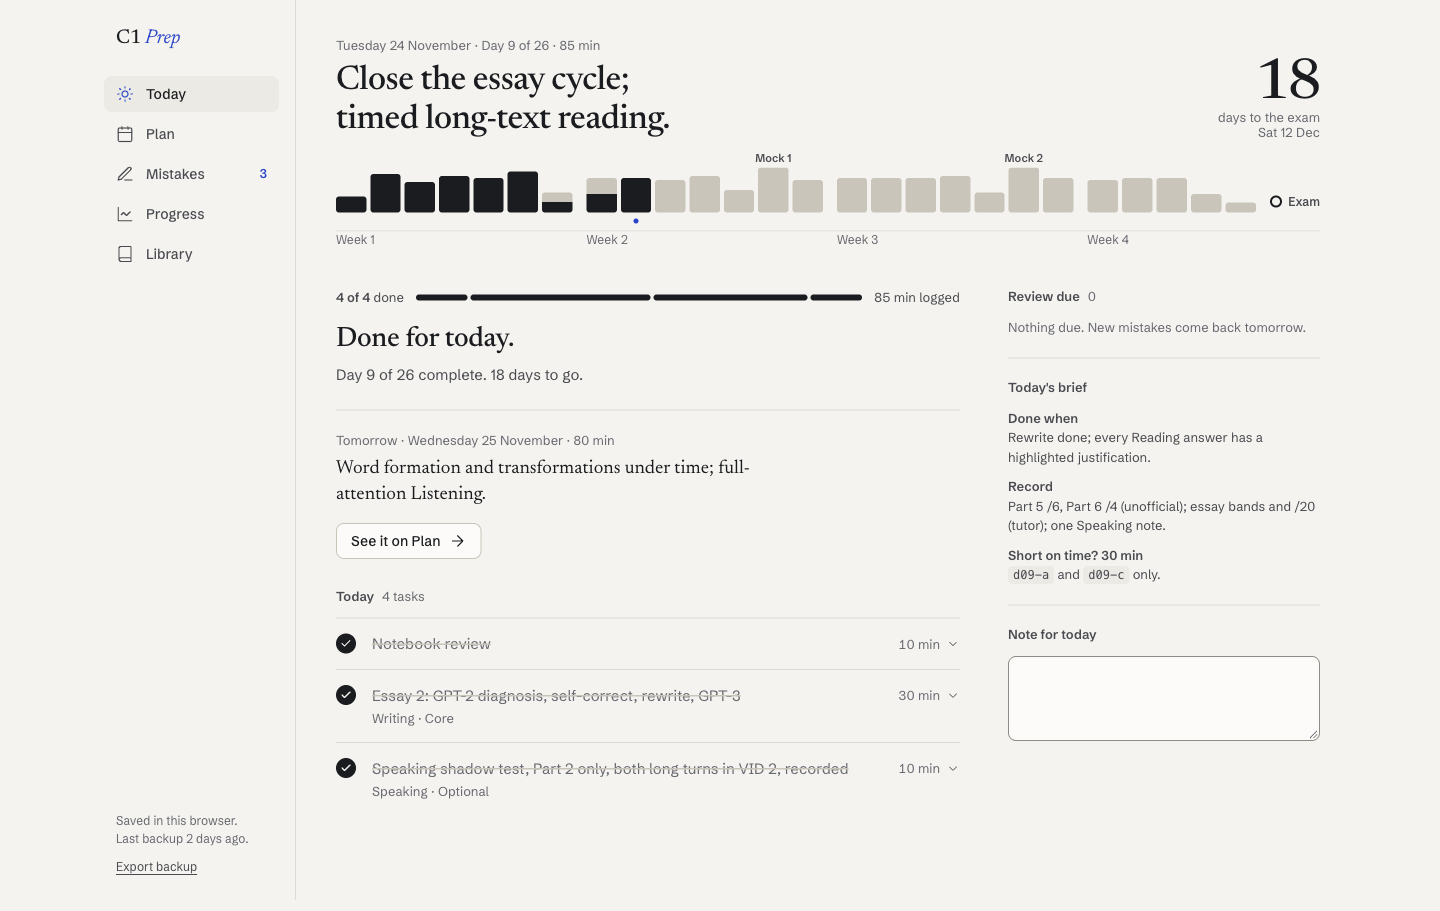 C1 Prep
Today
Plan
Mistakes 3
Progress
Library
Saved in this browser.
Last backup 2 days ago.
Export backup
Tuesday 24 November · Day 9 of 26 · 85 min
Close the essay cycle;
timed long-text reading.
18
days to the exam
Sat 12 Dec
Mock 1
Mock 2
Exam
Week 1
Week 2
Week 3
Week 4
4 of 4 done
85 min logged
Done for today.
Day 9 of 26 complete. 18 days to go.
Tomorrow · Wednesday 25 November · 80 min
Word formation and transformations under time; full-
attention Listening.
See it on Plan
Today 4 tasks
Notebook review 10 min
Essay 2: GPT-2 diagnosis, self-correct, rewrite, GPT-3 30 min
Writing · Core
Speaking shadow test, Part 2 only, both long turns in VID 2, recorded 10 min
Speaking · Optional
Review due 0
Nothing due. New mistakes come back tomorrow.
Today's brief
Done when
Rewrite done; every Reading answer has a
highlighted justification.
Record
Part 5 /6, Part 6 /4 (unofficial); essay bands and /20
(tutor); one Speaking note.
Short on time? 30 min
d09-a and d09-c only.
Note for today